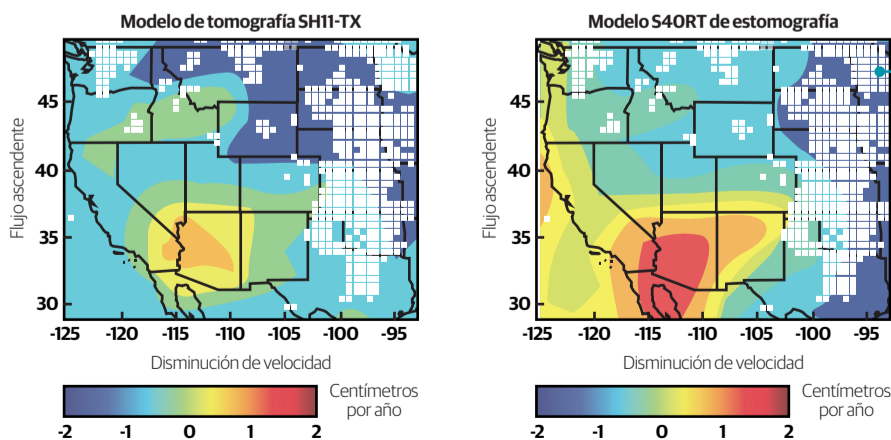 Modelo de tomografía SH11-TX
Flujo ascendente
45
40
35
30
-125 -120 -115 -110 -105 -100 -95
Disminución de velocidad
Centímetros
por año
-2 -1 0 1 2
Modelo S40RT de estomografía
Flujo ascendente
45
40
35
30
-125 -120 -115 -110 -105 -100 -95
Disminución de velocidad
Centímetros
por año
-2 -1 0 1 2